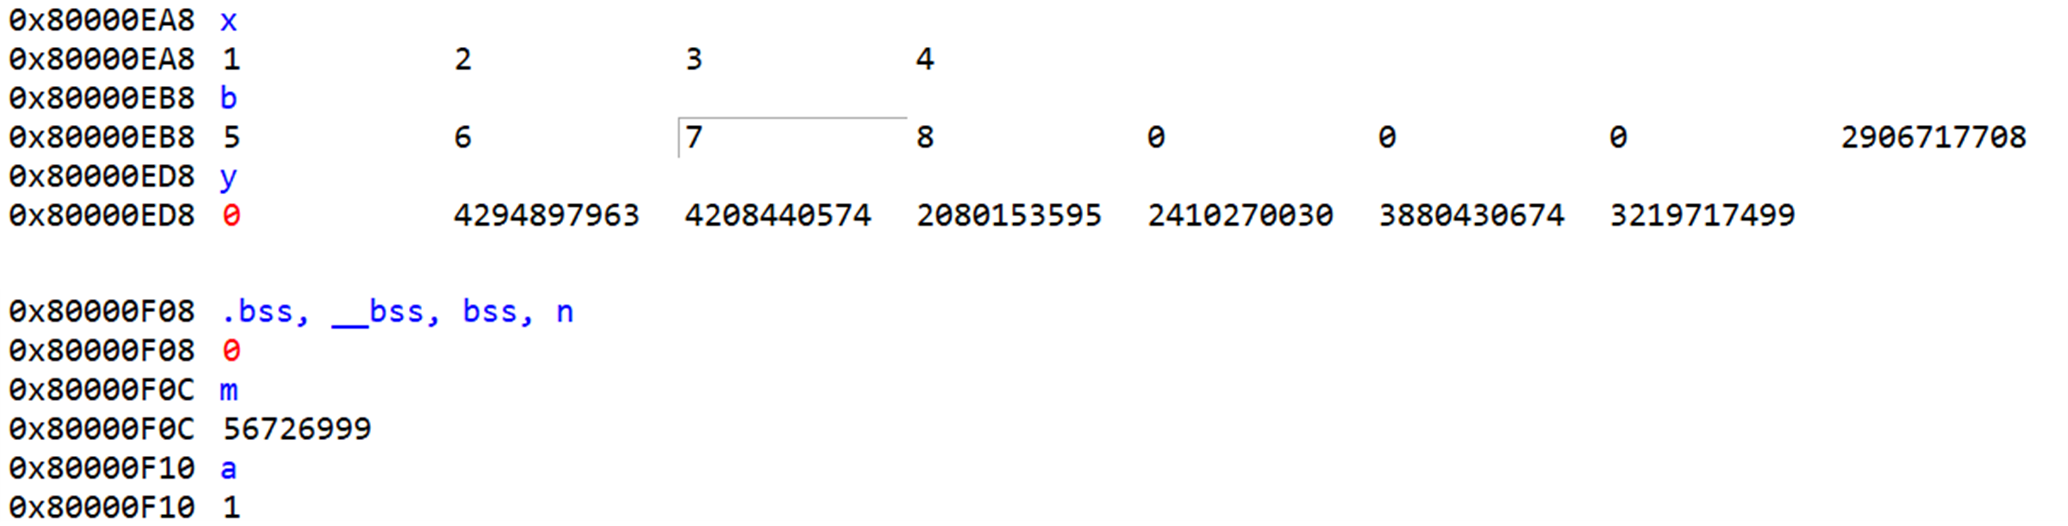 0x80000EA8 x
0x80000EA8 1 2 3 4
0x80000EB8 b
0x80000EB8 5 6 7 8 0 0 0 2906717708
0x80000ED8 y
0x80000ED8 0 4294897963 4208440574 2080153595 2410270030 3880430674 3219717499
0x80000F08 .bss, __bss, bss, n
0x80000F08 0
0x80000F0C m
0x80000F0C 56726999
0x80000F10 a
0x80000F10 1